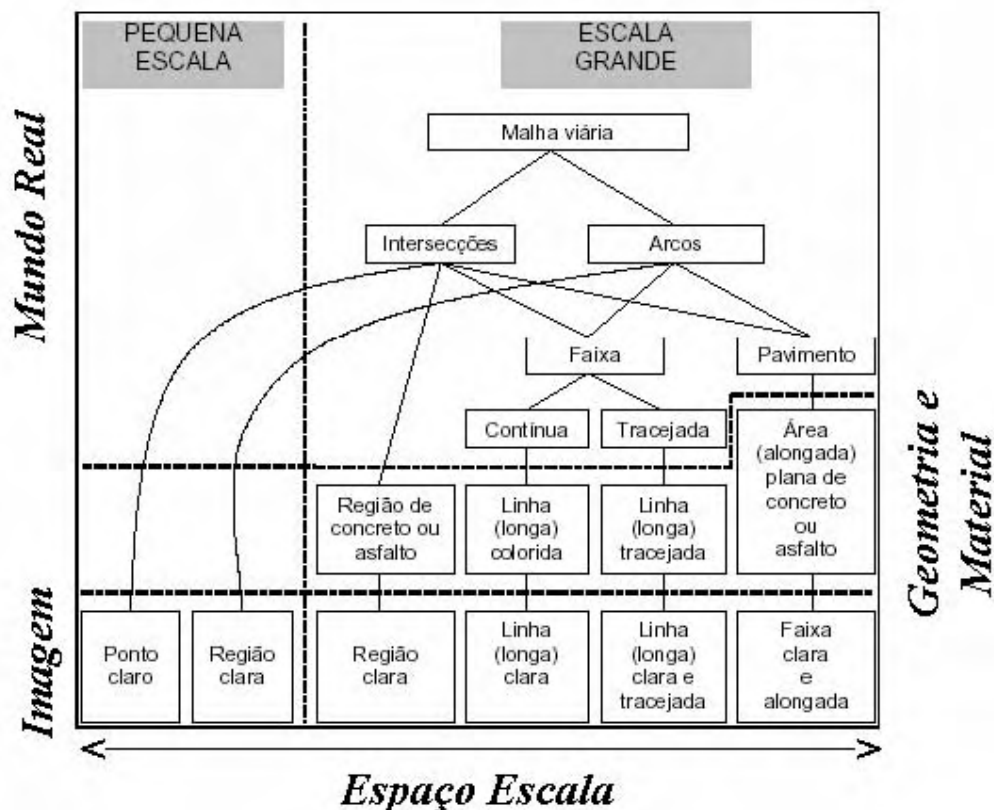 PEQUENA
ESCALA
ESCALA
GRANDE
Mundo Real
Malha viária
Intersecções
Arcos
Faixa
Pavimento
Contínua
Tracejada
Área
(alongada)
plana de
concreto
ou
asfalto
Região de
concreto ou
asfalto
Linha
(longa)
colorida
Linha
(longa)
tracejada
Geometria e
Material
Imagem
Ponto
claro
Região
clara
Região
clara
Linha
(longa)
clara
Linha
(longa)
clara e
tracejada
Faixa
clara
e
alongada
Espaço Escala